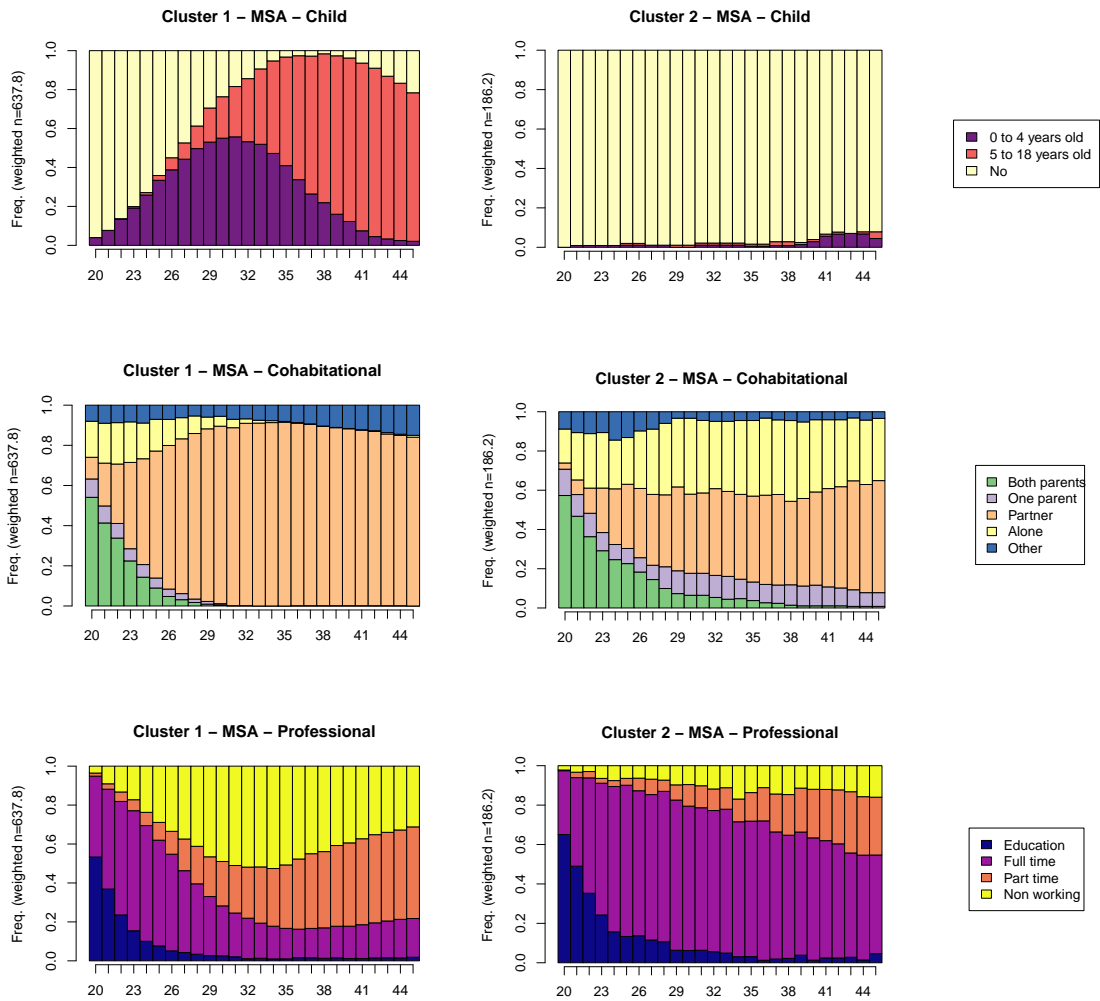 Cluster 1 – MSA – Child
Freq. (weighted n=637.8)
0.0 0.2 0.4 0.6 0.8 1.0
20 23 26 29 32 35 38 41 44
Cluster 2 – MSA – Child
Freq. (weighted n=186.2)
0.0 0.2 0.4 0.6 0.8 1.0
20 23 26 29 32 35 38 41 44
0 to 4 years old
5 to 18 years old
No
Cluster 1 – MSA – Cohabitational
Freq. (weighted n=637.8)
0.0 0.2 0.4 0.6 0.8 1.0
20 23 26 29 32 35 38 41 44
Cluster 2 – MSA – Cohabitational
Freq. (weighted n=186.2)
0.0 0.2 0.4 0.6 0.8 1.0
20 23 26 29 32 35 38 41 44
Both parents
One parent
Partner
Alone
Other
Cluster 1 – MSA – Professional
Freq. (weighted n=637.8)
0.0 0.2 0.4 0.6 0.8 1.0
20 23 26 29 32 35 38 41 44
Cluster 2 – MSA – Professional
Freq. (weighted n=186.2)
0.0 0.2 0.4 0.6 0.8 1.0
20 23 26 29 32 35 38 41 44
Education
Full time
Part time
Non working